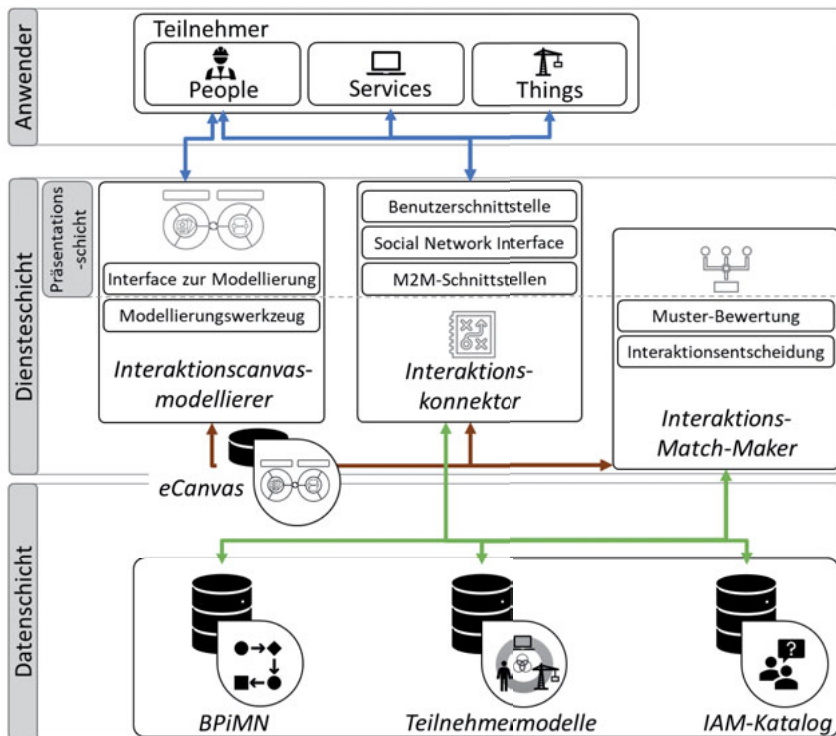 Anwender
Teilnehmer
People
Services
Things
Diensteschicht
Präsentations
-schicht
Interface zur Modellierung
Modellierungswerkzeug
Interaktionscanvas-
modellierer
Benutzerschnittstelle
Social Network Interface
M2M-Schnittstellen
Interaktions-
konnektor
Muster-Bewertung
Interaktionsentscheidung
Interaktions-
Match-Maker
eCanvas
Datenschicht
BPiMN
Teilnehmermodelle
?
IAM-Katalog